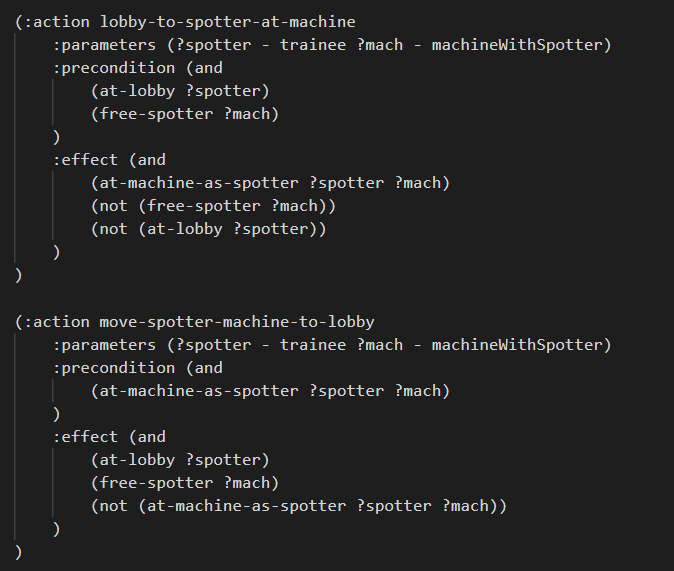 (:action lobby-to-spotter-at-machine
    :parameters (?spotter - trainee ?mach - machineWithSpotter)
    :precondition (and
        (at-lobby ?spotter)
        (free-spotter ?mach)
    )
    :effect (and
        (at-machine-as-spotter ?spotter ?mach)
        (not (free-spotter ?mach))
        (not (at-lobby ?spotter))
    )
)

(:action move-spotter-machine-to-lobby
    :parameters (?spotter - trainee ?mach - machineWithSpotter)
    :precondition (and
        (at-machine-as-spotter ?spotter ?mach)
    )
    :effect (and
        (at-lobby ?spotter)
        (free-spotter ?mach)
        (not (at-machine-as-spotter ?spotter ?mach))
    )
)